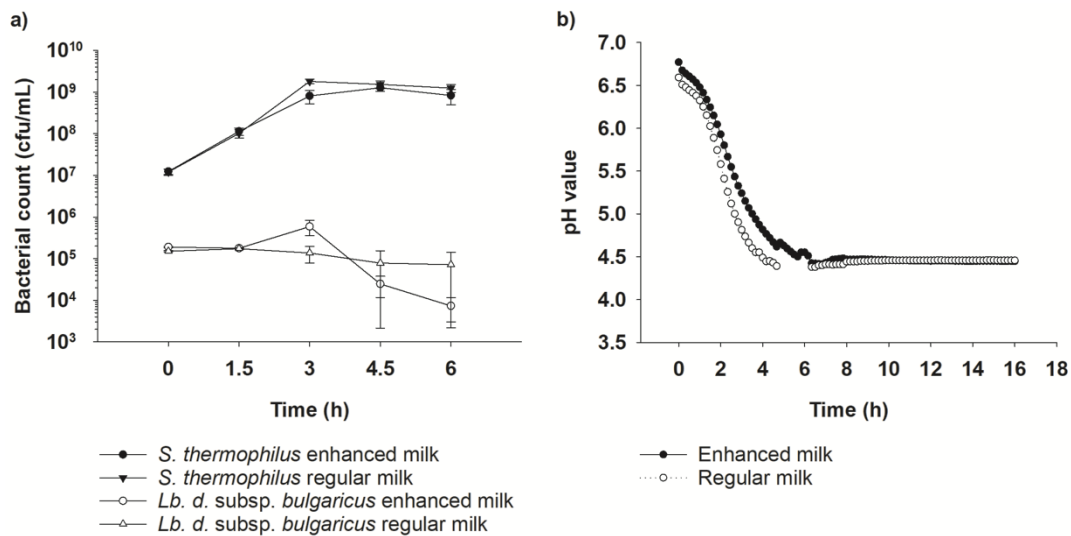 a)
Bacterial count (cfu/mL)
10^10
10^9
10^8
10^7
10^6
10^5
10^4
10^3
0 1.5 3 4.5 6
Time (h)
S. thermophilus enhanced milk
S. thermophilus regular milk
Lb. d. subsp. bulgaricus enhanced milk
Lb. d. subsp. bulgaricus regular milk
b)
pH value
7.0
6.5
6.0
5.5
5.0
4.5
4.0
3.5
0 2 4 6 8 10 12 14 16 18
Time (h)
Enhanced milk
Regular milk